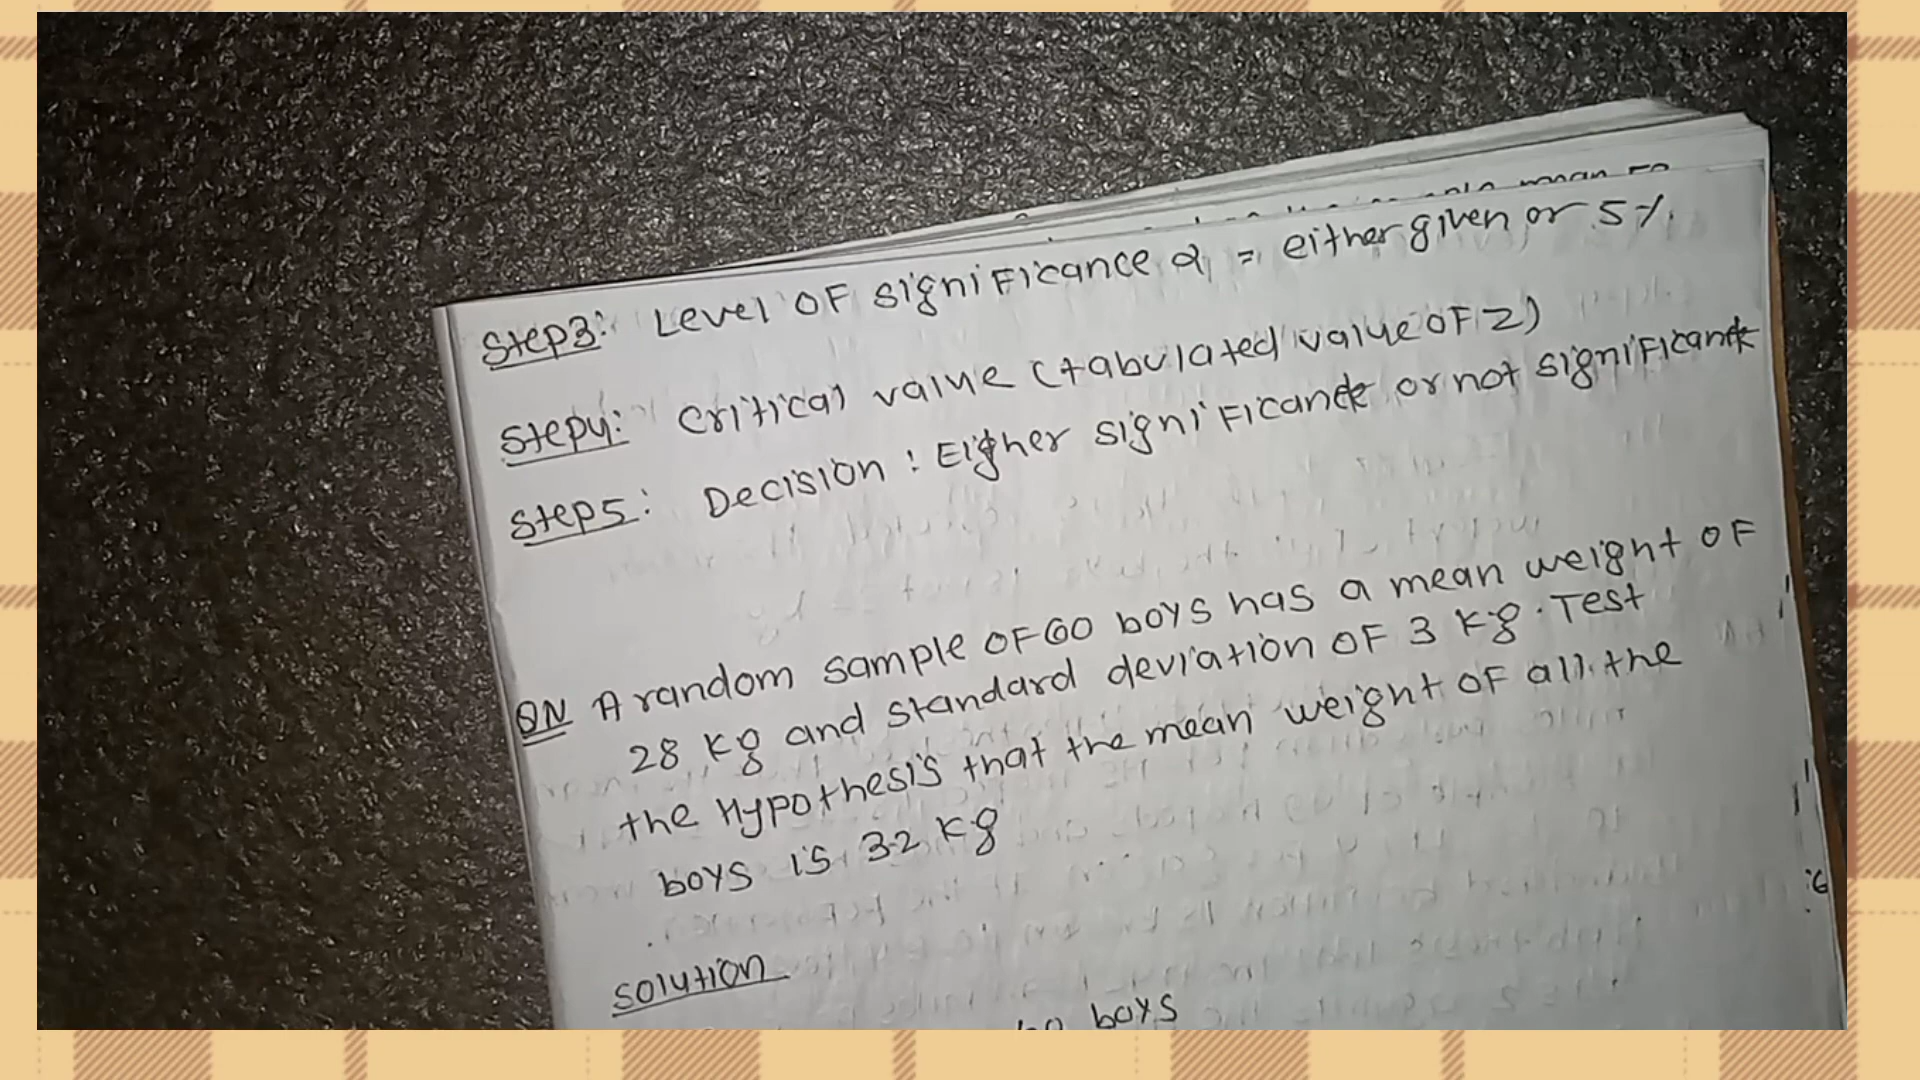 Step3: Level of significance α = either given or 5%
Step4: Critical value (tabulated value of Z)
Step5: Decision: Either significant or not significant
QN A random sample of 60 boys has a mean weight of
28 kg and standard deviation of 3 kg. Test
the Hypothesis that the mean weight of all the
boys is 32 kg
Solution
boys